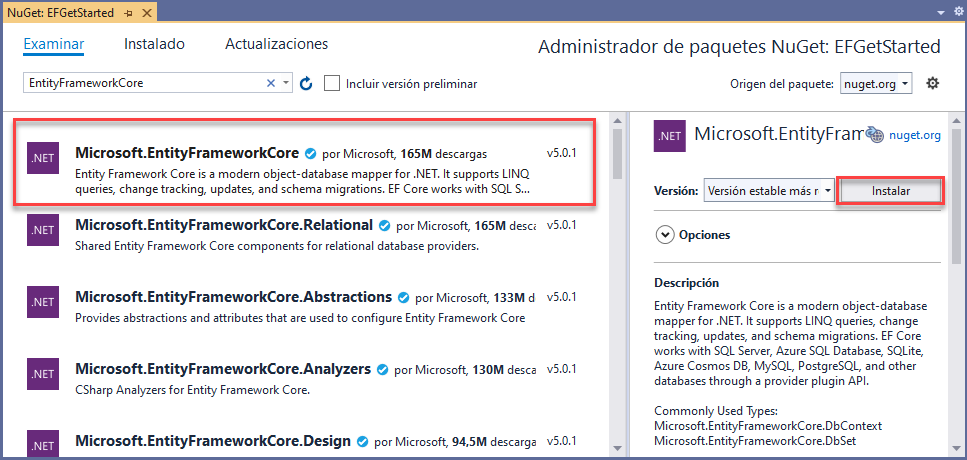 NuGet: EFGetStarted
Examinar Instalado Actualizaciones
Administrador de paquetes NuGet: EFGetStarted
EntityFrameworkCore
Incluir versión preliminar
Origen del paquete: nuget.org
.NET
Microsoft.EntityFrameworkCore por Microsoft, 165M descargas v5.0.1
Entity Framework Core is a modern object-database mapper for .NET. It supports LINQ
queries, change tracking, updates, and schema migrations. EF Core works with SQL S...
.NET
Microsoft.EntityFrameworkCore.Relational por Microsoft, 165M desca v5.0.1
Shared Entity Framework Core components for relational database providers.
.NET
Microsoft.EntityFrameworkCore.Abstractions por Microsoft, 133M d v5.0.1
Provides abstractions and attributes that are used to configure Entity Framework Core
.NET
Microsoft.EntityFrameworkCore.Analyzers por Microsoft, 130M desca v5.0.1
CSharp Analyzers for Entity Framework Core.
.NET
Microsoft.EntityFrameworkCore.Design por Microsoft, 94,5M descarga v5.0.1
.NET
Microsoft.EntityFram nuget.org
Versión: Versión estable más r Instalar
Opciones
Descripción
Entity Framework Core is a modern object-database
mapper for .NET. It supports LINQ queries, change
tracking, updates, and schema migrations. EF Core
works with SQL Server, Azure SQL Database, SQLite,
Azure Cosmos DB, MySQL, PostgreSQL, and other
databases through a provider plugin API.
Commonly Used Types:
Microsoft.EntityFrameworkCore.DbContext
Microsoft.EntityFrameworkCore.DbSet